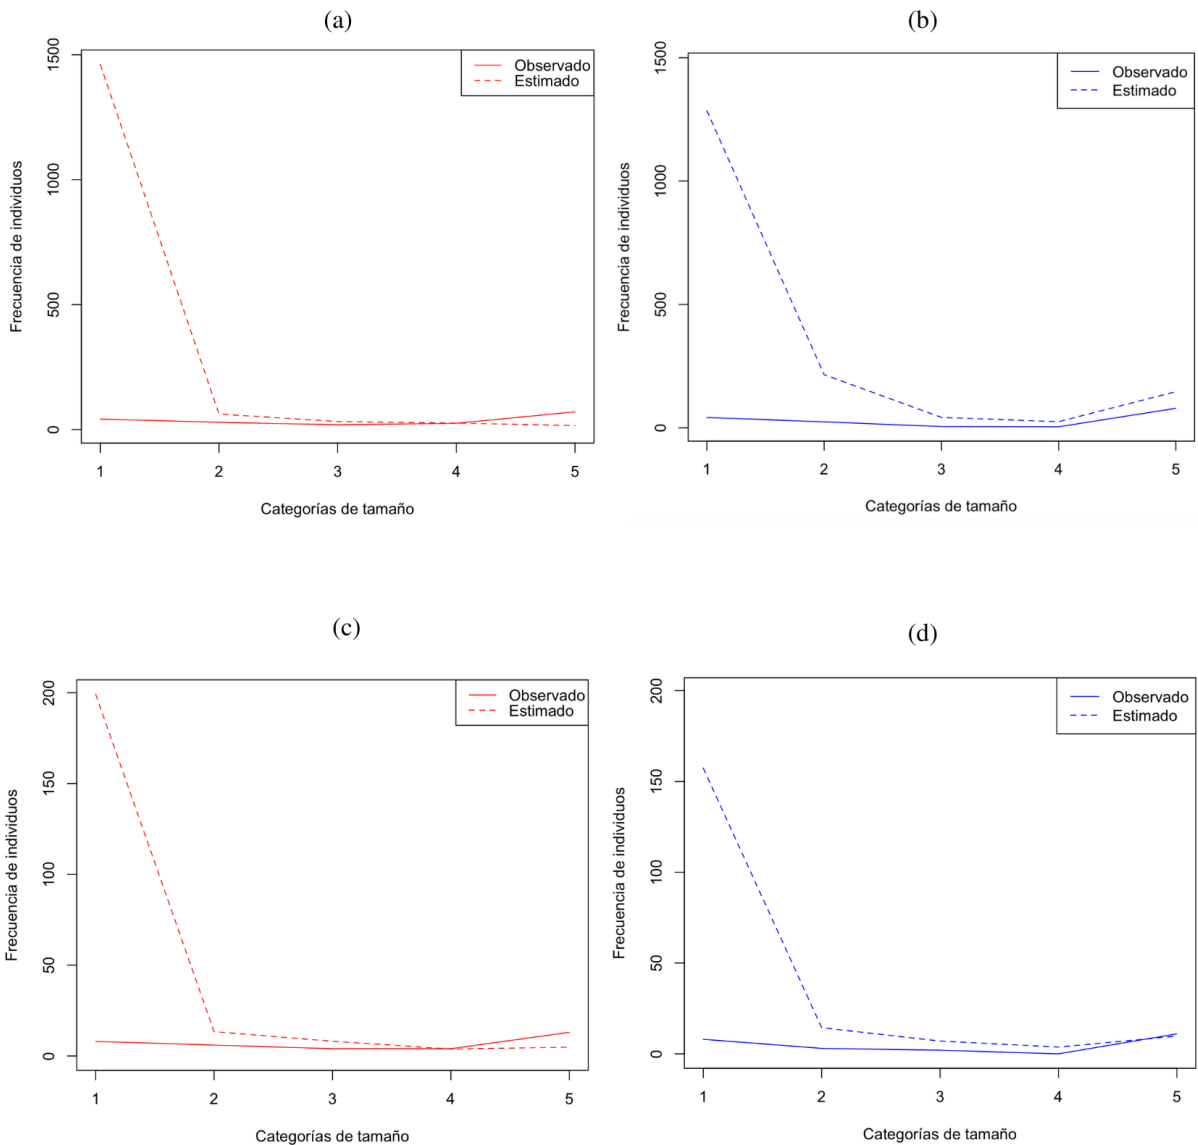 (a)
Observado
Estimado
1500
1000
500
0
Frecuencia de individuos
1 2 3 4 5
Categorías de tamaño
(b)
Observado
Estimado
1500
1000
500
0
Frecuencia de individuos
1 2 3 4 5
Categorías de tamaño
(c)
Observado
Estimado
200
150
100
50
0
Frecuencia de individuos
1 2 3 4 5
Categorías de tamaño
(d)
Observado
Estimado
200
150
100
50
0
Frecuencia de individuos
1 2 3 4 5
Categorías de tamaño